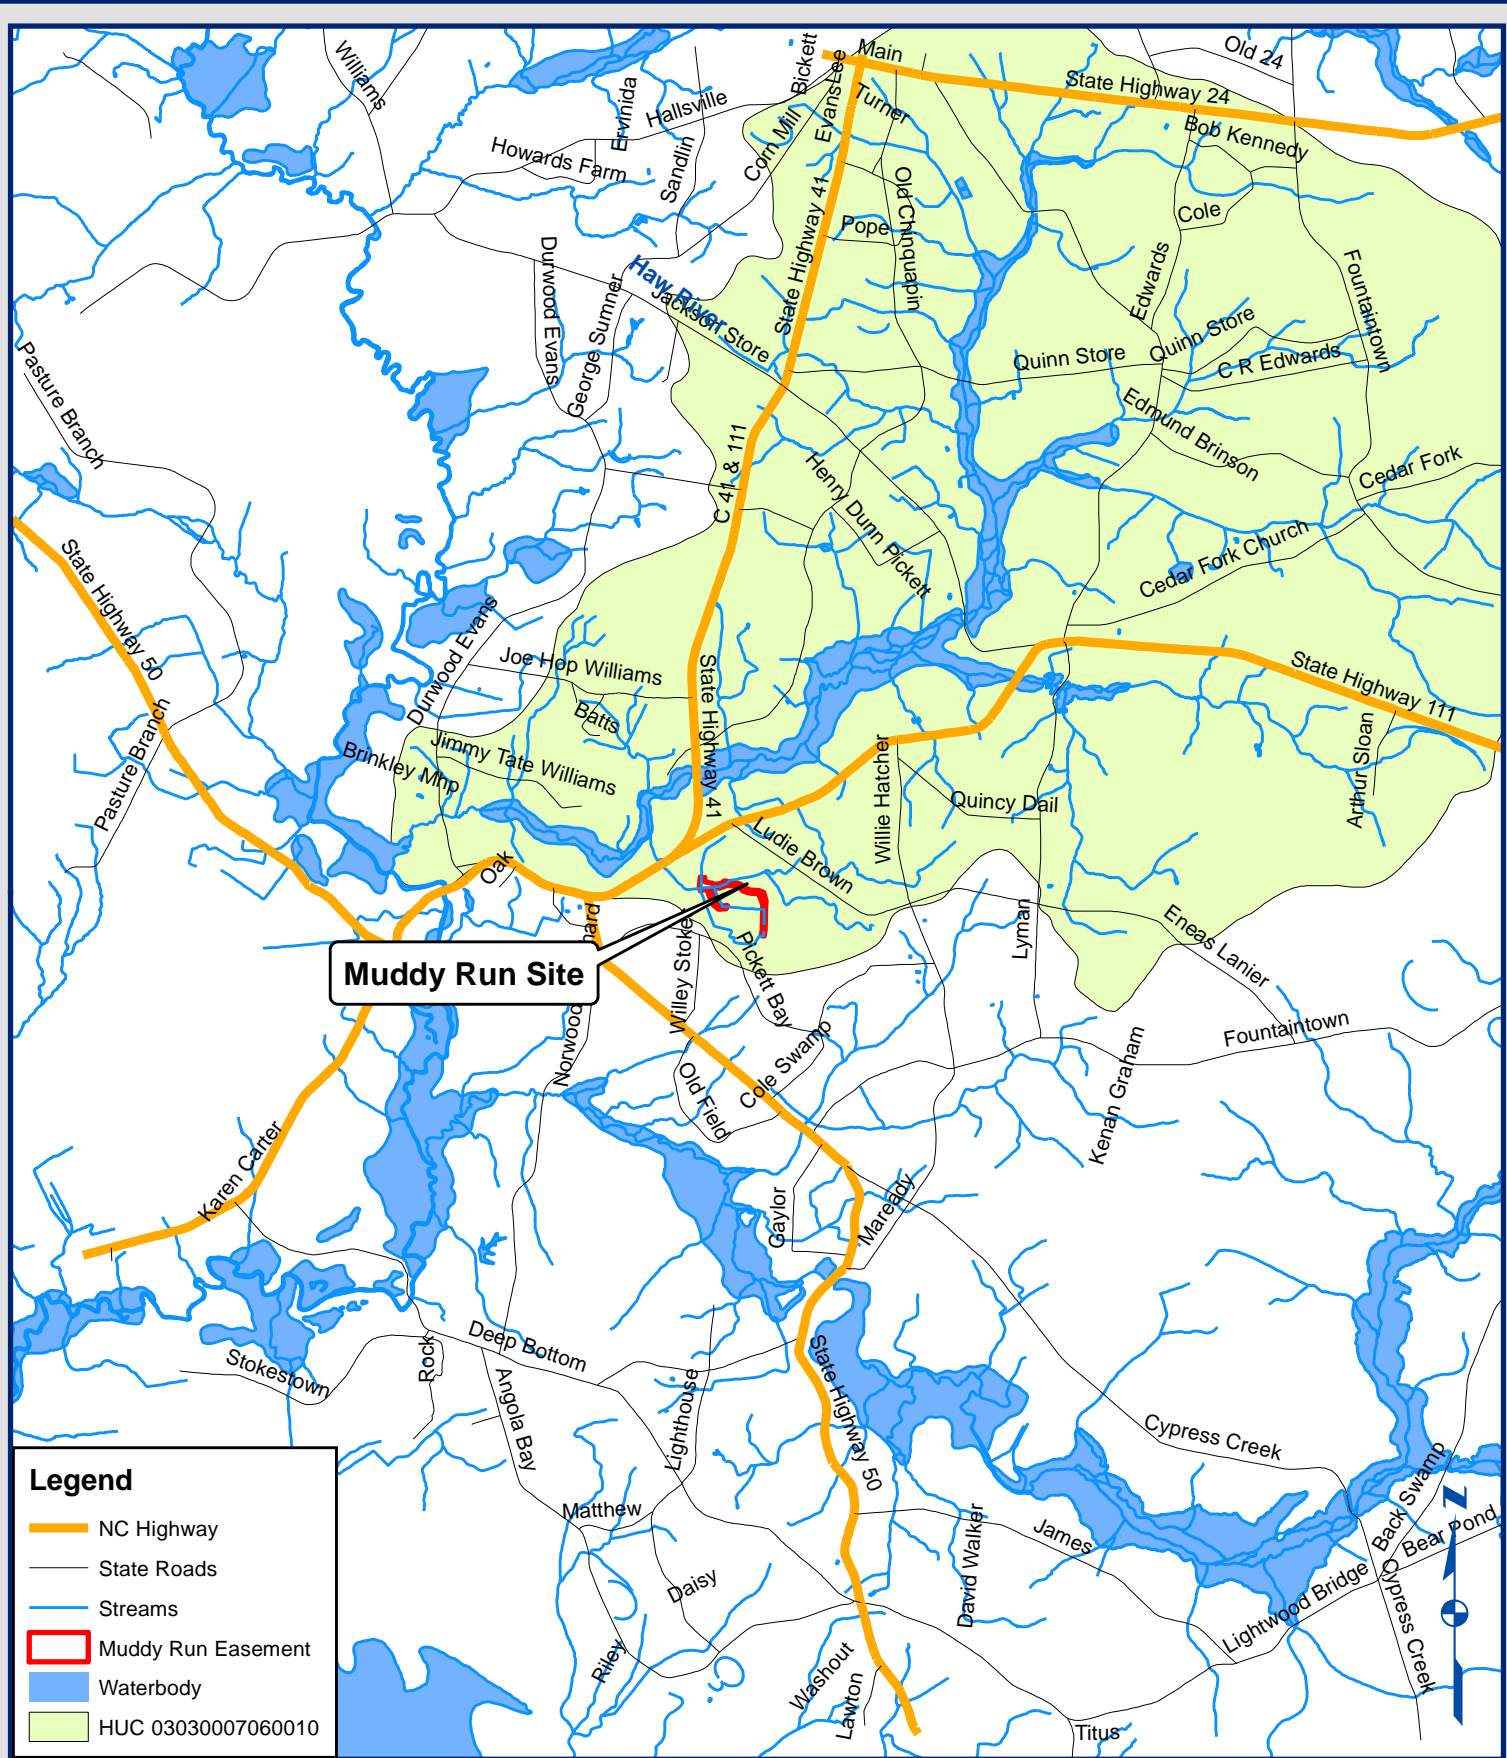 Main
Old 24
Williams
Bickett
Lee
Evans
State Highway 24
Turner
Ervinida
Hallsville
Corn Mill
Bob Kennedy
Howards Farm
Sandlin
Old Chinquapin
State Highway 41
Pope
Cole
Durwood Evans
George Sumner
Haw River
Jackson Store
Edwards
Fountaintown
Quinn Store
Quinn Store
C R Edwards
Pasture Branch
Edmund Brinson
C 41 & 111
Henry Dunn Pickett
Cedar Fork
Cedar Fork Church
State Highway 50
Durwood Evans
Joe Hop Williams
State Highway 41
State Highway 111
Batts
Pasture Branch
Brinkley Mhp
Jimmy Tate Williams
Willie Hatcher
Quincy Dail
Arthur Sloan
Ludie Brown
Oak
Muddy Run Site
Norwood
hard
Willey Stoke
Pickett Bay
Lyman
Eneas Lanier
Fountaintown
Old Field
Cole Swamp
Kenan Graham
Karen Carter
Gaylor
Maready
Deep Bottom
Stokestown
Rock
Angola Bay
Lighthouse
State Highway 50
Cypress Creek
Matthew
James
David Walker
Back Swamp
Bear Pond
Daisy
Lightwood Bridge
Cypress Creek
Riley
Washout
Lawton
Titus
N
Legend
NC Highway
State Roads
Streams
Muddy Run Easement
Waterbody
HUC 03030007060010